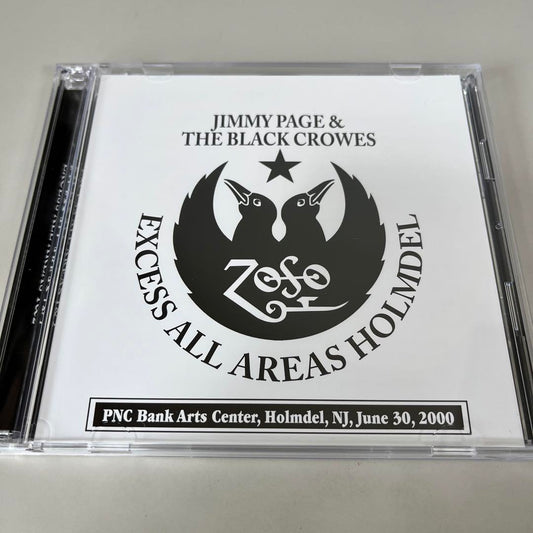 JIMMY PAGE &
THE BLACK CROWES
ZOSO
EXCESS ALL AREAS HOLMDEL
PNC Bank Arts Center, Holmdel, NJ, June 30, 2000